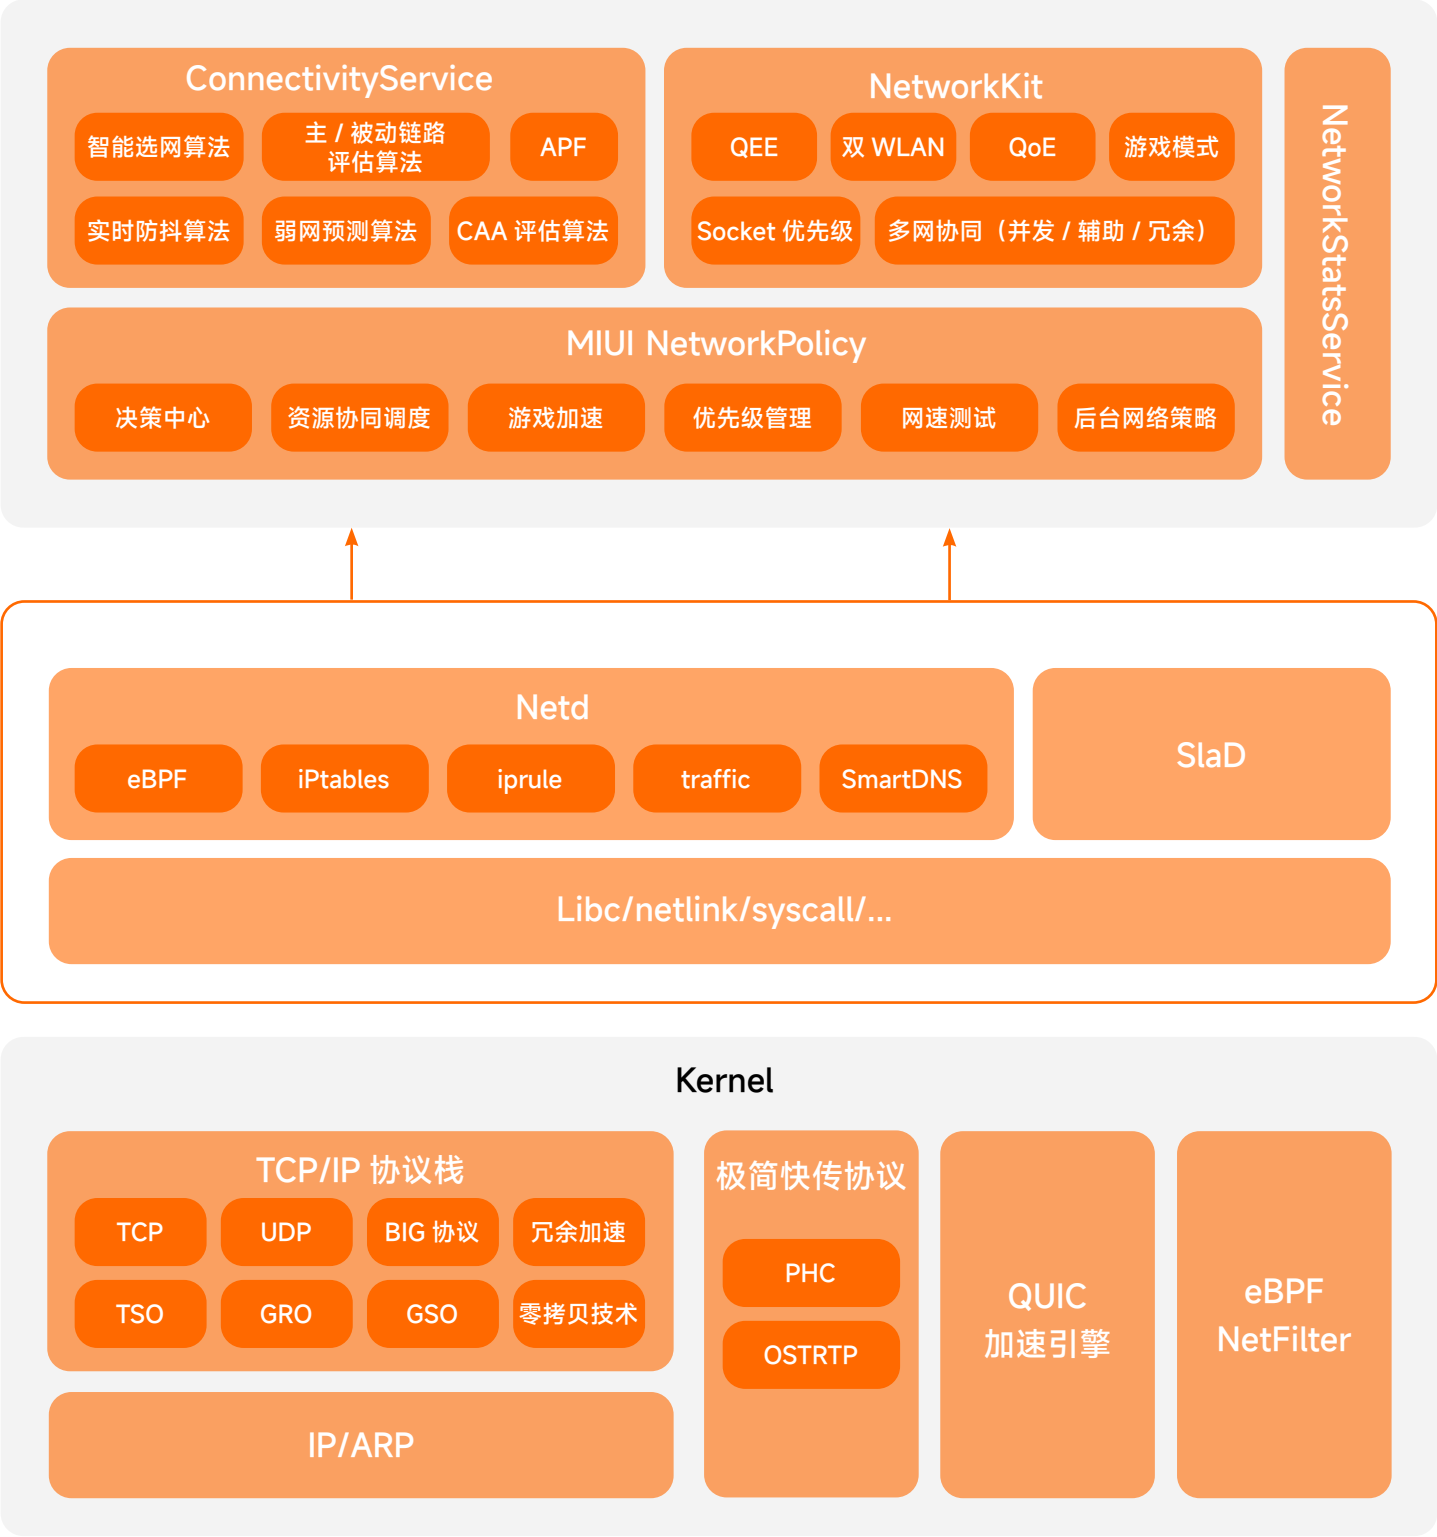 ConnectivityService
智能选网算法
主 / 被动链路
评估算法
APF
实时防抖算法
弱网预测算法
CAA 评估算法
NetworkKit
QEE
双 WLAN
QoE
游戏模式
Socket 优先级
多网协同（并发 / 辅助 / 冗余）
NetworkStatsService
MIUI NetworkPolicy
决策中心
资源协同调度
游戏加速
优先级管理
网速测试
后台网络策略
Netd
eBPF
iPtables
iprule
traffic
SmartDNS
SlaD
Libc/netlink/syscall/...
Kernel
TCP/IP 协议栈
TCP
UDP
BIG 协议
冗余加速
TSO
GRO
GSO
零拷贝技术
IP/ARP
极简快传协议
PHC
OSTRTP
QUIC
加速引擎
eBPF
NetFilter